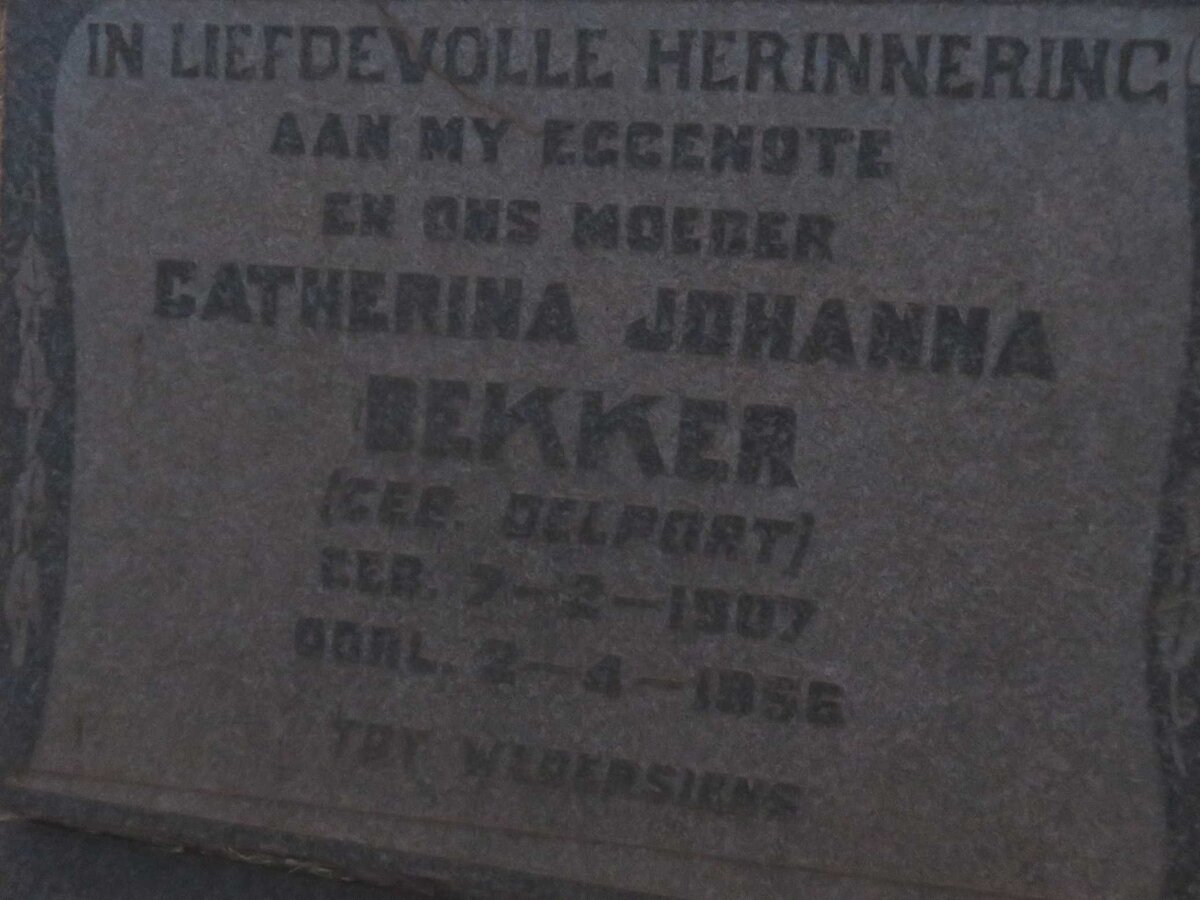 IN LIEFDEVOLLE HERINNERING
AAN MY EGGENOTE
EN ONS MOEDER
CATHERINA JOHANNA
BEKKER
(GEB. DELPORT)
GEB. 7-2-1907
OORL. 2-4-1956
TOT WEDERSIENS